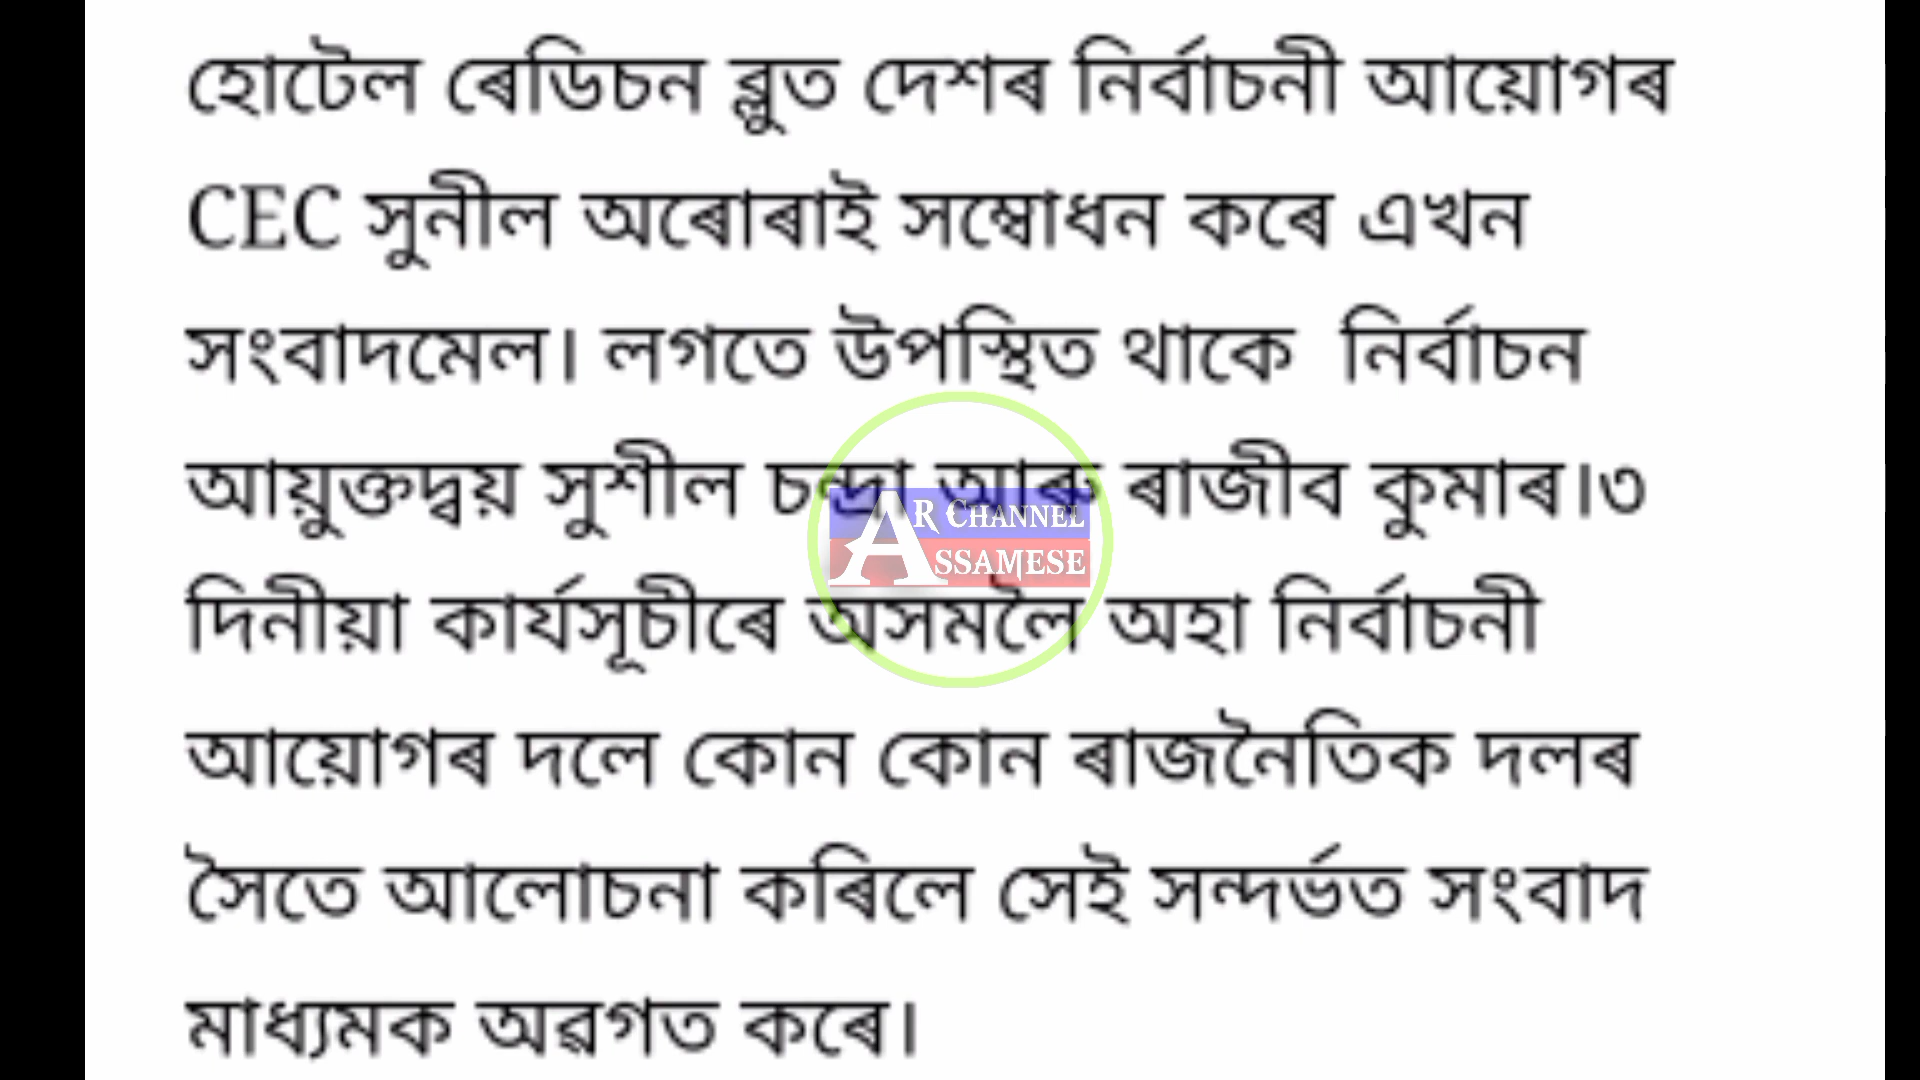 হোটেল ৰেডিচন ব্লুত দেশৰ নিৰ্বাচনী আয়োগৰ
CEC সুনীল অৰোৰাই সম্বোধন কৰে এখন
সংবাদমেল। লগতে উপস্থিত থাকে নিৰ্বাচন
আয়ুক্তদ্বয় সুশীল চন্দ্ৰা আৰু ৰাজীব কুমাৰ।৩
AR CHANNEL
ASSAMESE
দিনীয়া কাৰ্যসূচীৰে অসমলৈ অহা নিৰ্বাচনী
আয়োগৰ দলে কোন কোন ৰাজনৈতিক দলৰ
সৈতে আলোচনা কৰিলে সেই সন্দৰ্ভত সংবাদ
মাধ্যমক অৱগত কৰে।